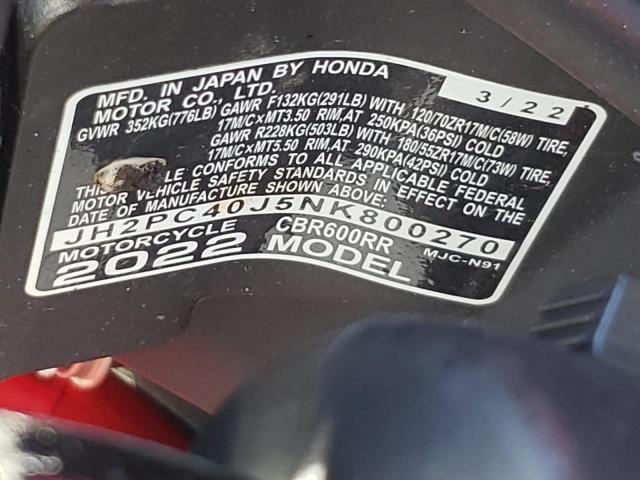 MFD. IN JAPAN BY HONDA
MOTOR CO., LTD. 3/22
GVWR 352KG(776LB) GAWR F132KG(291LB) WITH 120/70ZR17M/C(58W) TIRE,
17M/C×MT3.50 RIM, AT 250KPA(36PSI) COLD
GAWR R228KG(503LB) WITH 180/55ZR17M/C(73W) TIRE,
17M/C×MT5.50 RIM, AT 290KPA(42PSI) COLD
THIS LE CONFORMS TO ALL APPLICABLE FEDERAL
MOTOR VEHICLE SAFETY STANDARDS IN EFFECT ON THE
DATE OF MANUFACTURE SHOWN ABOVE:
JH2PC40J5NK800270
MOTORCYCLE CBR600RR MJC-N91
2022 MODEL